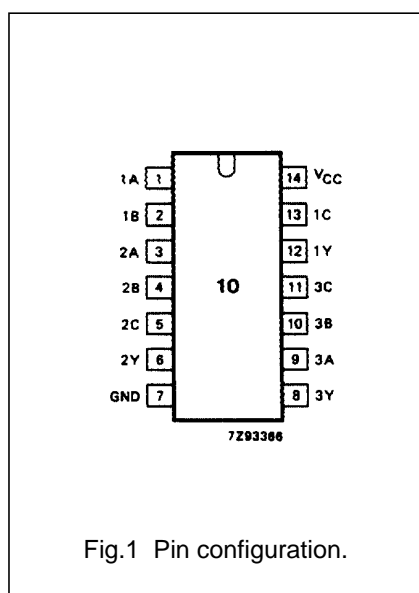 1A 1 14 VCC
1B 2 13 1C
2A 3 12 1Y
2B 4 10 11 3C
2C 5 10 3B
2Y 6 9 3A
GND 7 8 3Y
7Z93366
Fig.1 Pin configuration.